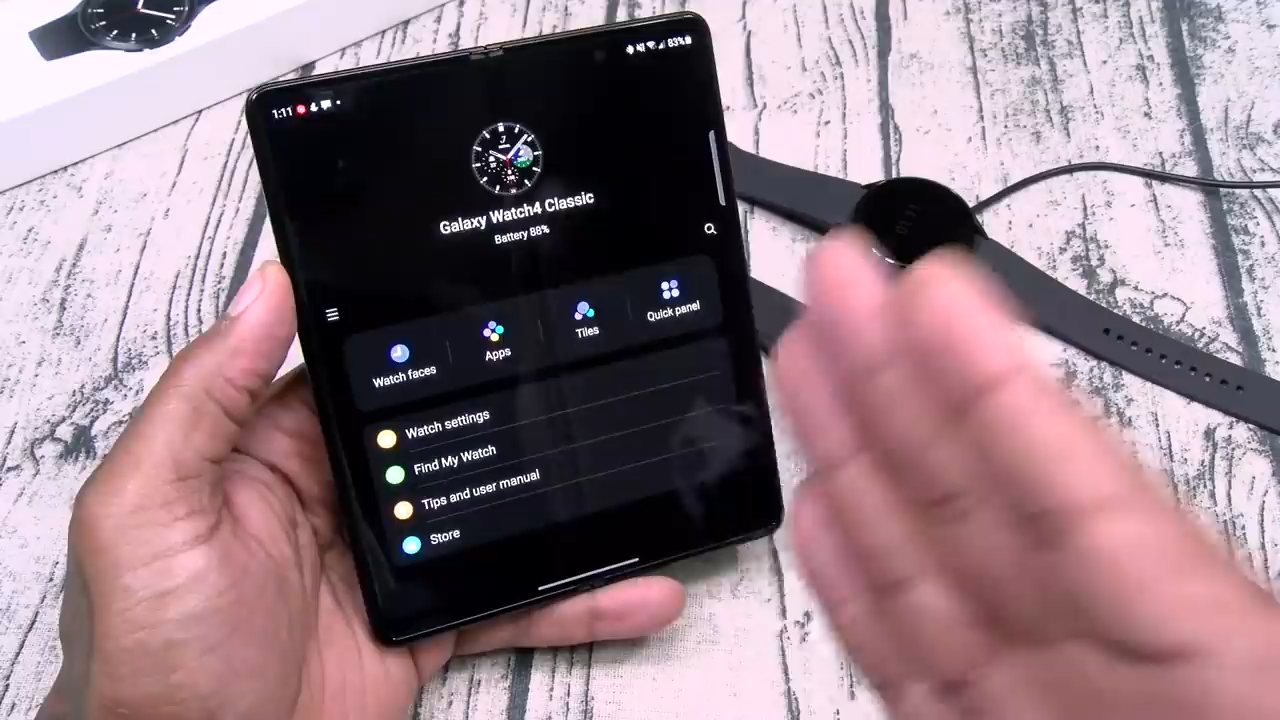 1:11
83%
Galaxy Watch4 Classic
Battery 88%
Watch faces
Apps
Tiles
Quick panel
Watch settings
Find My Watch
Tips and user manual
Store